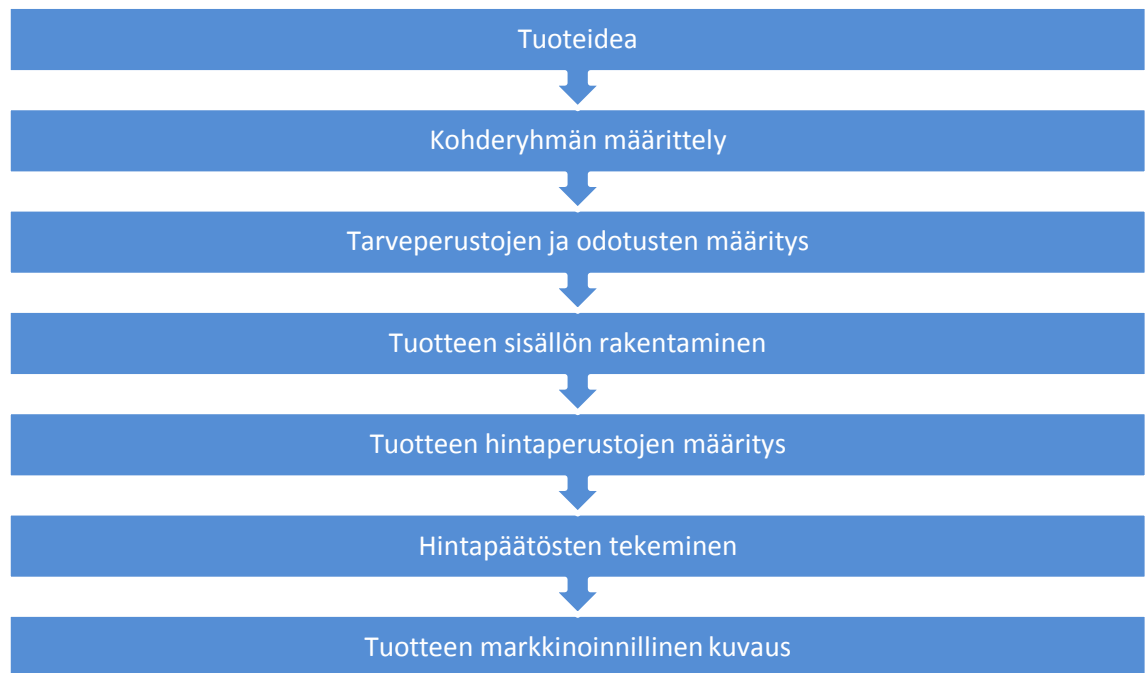 Tuoteidea
Kohderyhmän määrittely
Tarveperustojen ja odotusten määritys
Tuotteen sisällön rakentaminen
Tuotteen hintaperustojen määritys
Hintapäätösten tekeminen
Tuotteen markkinoinnillinen kuvaus